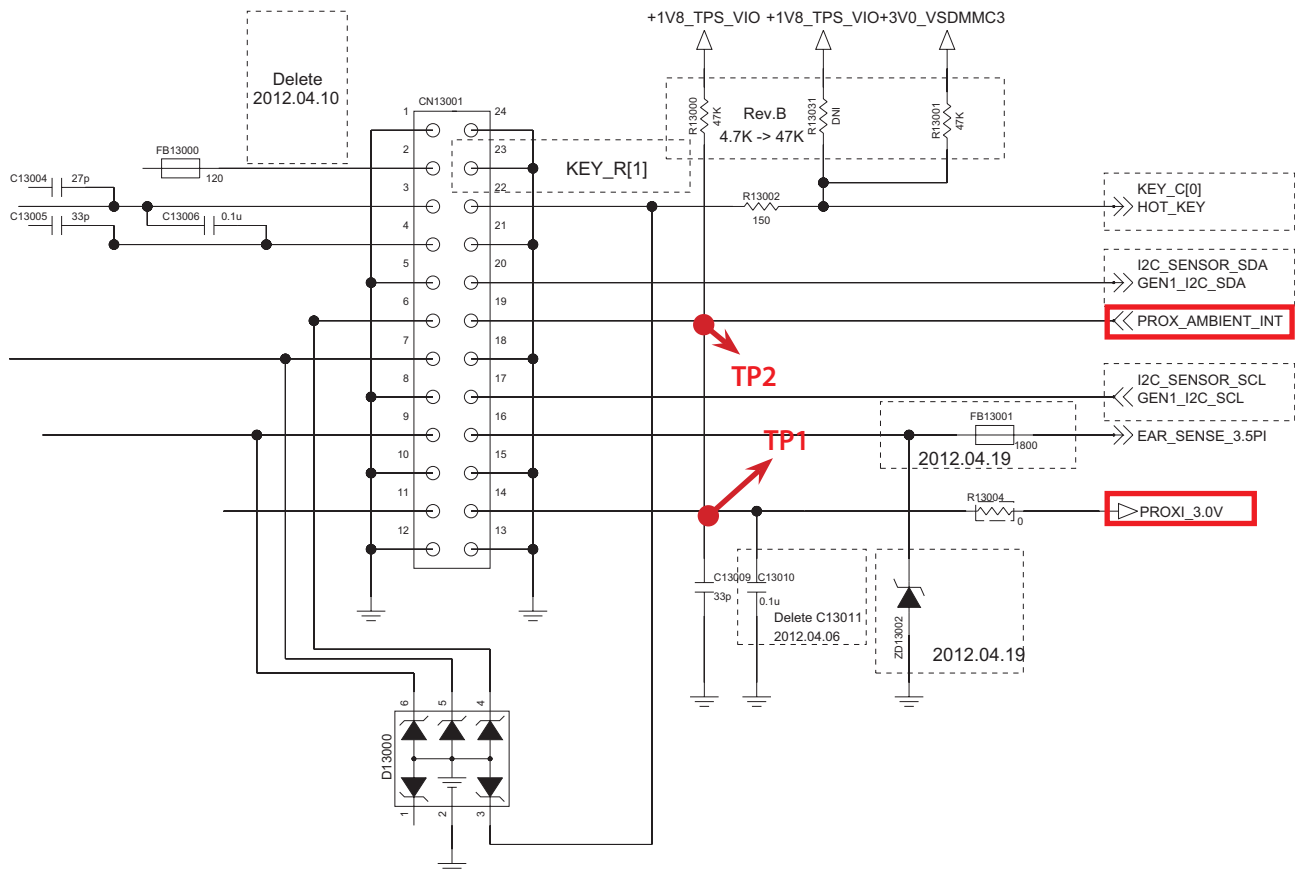 +1V8_TPS_VIO +1V8_TPS_VIO+3V0_VSDMMC3
Delete
2012.04.10
CN13001
1
24
R13000
47K
Rev.B
4.7K -> 47K
R13031
DNI
R13001
47K
FB13000
120
2
23
KEY_R[1]
C13004
27p
3
22
R13002
150
KEY_C[0]
HOT_KEY
C13005
33p
C13006
0.1u
4
21
5
20
I2C_SENSOR_SDA
GEN1_I2C_SDA
6
19
PROX_AMBIENT_INT
TP2
7
18
8
17
I2C_SENSOR_SCL
GEN1_I2C_SCL
9
16
TP1
FB13001
1800
EAR_SENSE_3.5PI
2012.04.19
10
15
11
14
R13004
0
PROXI_3.0V
12
13
C13009
33p
C13010
0.1u
Delete C13011
2012.04.06
ZD13002
2012.04.19
6
5
4
D13000
1
2
3